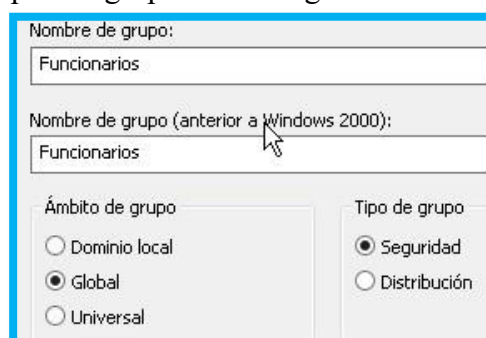 Nombre de grupo:
Funcionarios
Nombre de grupo (anterior a Windows 2000):
Funcionarios
Ámbito de grupo
Tipo de grupo
Dominio local
Seguridad
Global
Distribución
Universal